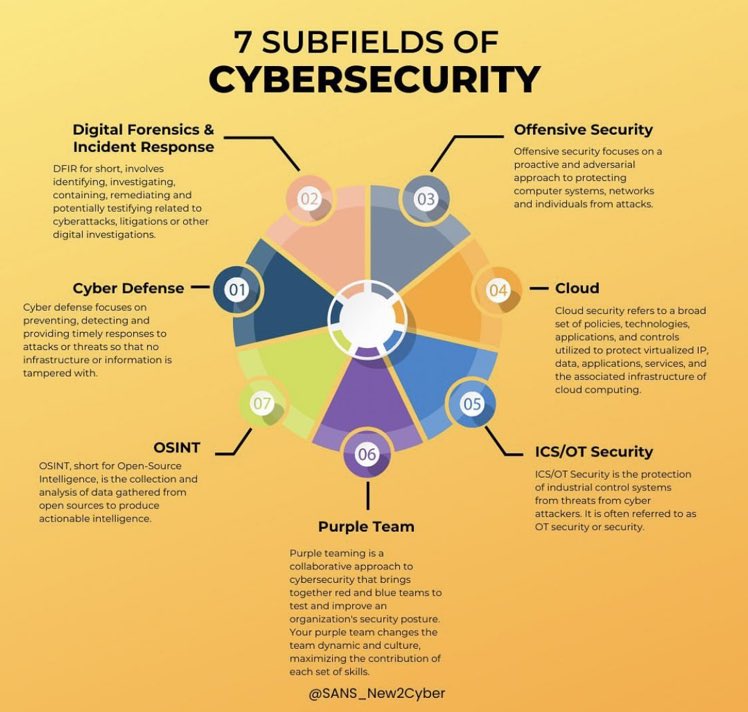 7 SUBFIELDS OF
CYBERSECURITY
01
Cyber Defense
Cyber defense focuses on
preventing, detecting and
providing timely responses to
attacks or threats so that no
infrastructure or information is
tampered with.
02
Digital Forensics &
Incident Response
DFIR for short, involves
identifying, investigating,
containing, remediating and
potentially testifying related to
cyberattacks, litigations or other
digital investigations.
03
Offensive Security
Offensive security focuses on a
proactive and adversarial
approach to protecting
computer systems, networks
and individuals from attacks.
04
Cloud
Cloud security refers to a broad
set of policies, technologies,
applications, and controls
utilized to protect virtualized IP,
data, applications, services, and
the associated infrastructure of
cloud computing.
05
ICS/OT Security
ICS/OT Security is the protection
of industrial control systems
from threats from cyber
attackers. It is often referred to as
OT security or security.
06
Purple Team
Purple teaming is a
collaborative approach to
cybersecurity that brings
together red and blue teams to
test and improve an
organization's security posture.
Your purple team changes the
team dynamic and culture,
maximizing the contribution of
each set of skills.
07
OSINT
OSINT, short for Open-Source
Intelligence, is the collection and
analysis of data gathered from
open sources to produce
actionable intelligence.
@SANS_New2Cyber